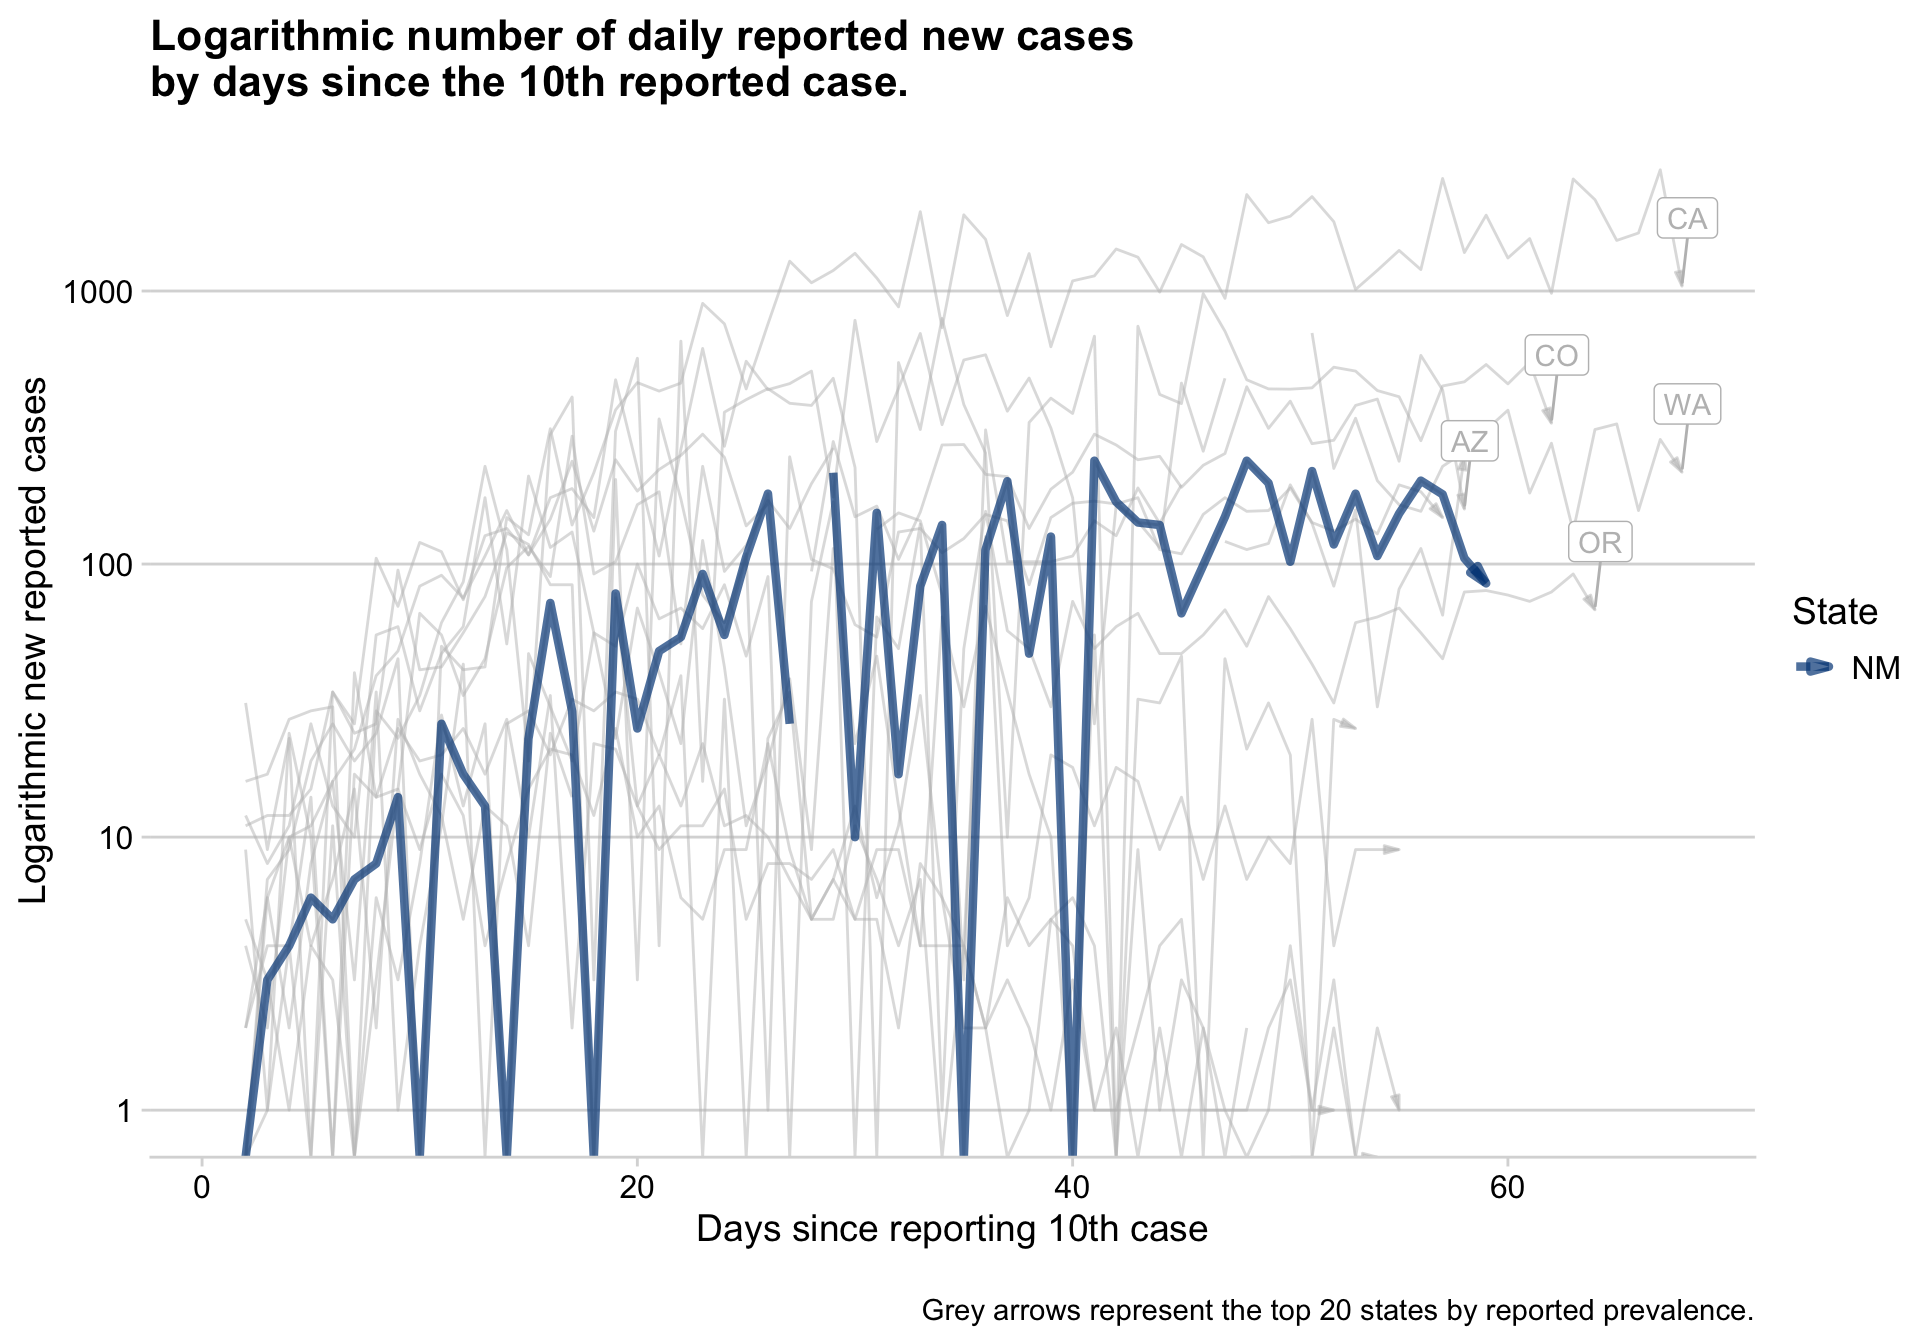 Logarithmic number of daily reported new cases
by days since the 10th reported case.
Logarithmic new reported cases
1000
100
10
1
CA
CO
WA
AZ
OR
State
NM
0
20
40
60
Days since reporting 10th case
Grey arrows represent the top 20 states by reported prevalence.